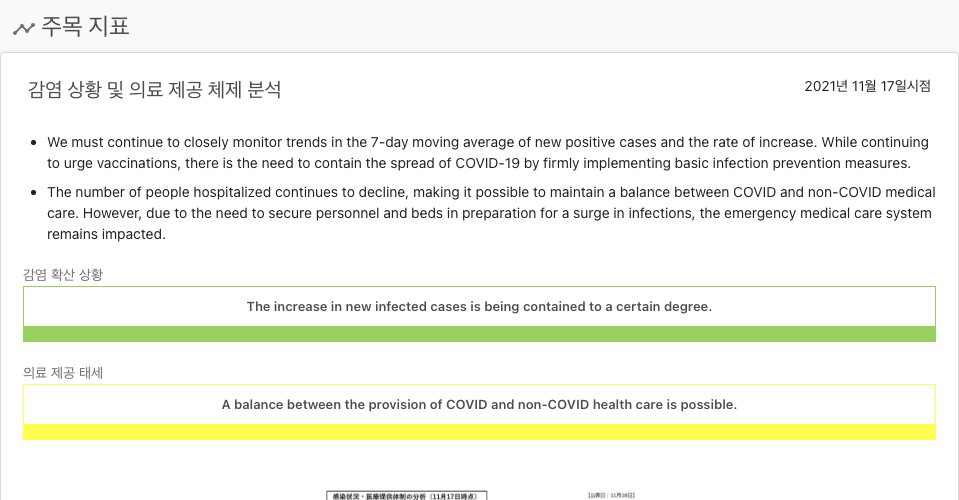 주목 지표
감염 상황 및 의료 제공 체제 분석
2021년 11월 17일시점
We must continue to closely monitor trends in the 7-day moving average of new positive cases and the rate of increase. While continuing
to urge vaccinations, there is the need to contain the spread of COVID-19 by firmly implementing basic infection prevention measures.
The number of people hospitalized continues to decline, making it possible to maintain a balance between COVID and non-COVID medical
care. However, due to the need to secure personnel and beds in preparation for a surge in infections, the emergency medical care system
remains impacted.
감염 확산 상황
The increase in new infected cases is being contained to a certain degree.
의료 제공 태세
A balance between the provision of COVID and non-COVID health care is possible.
感染状況・医療提供体制の分析（11月17日時点）
【公表日：11月18日】